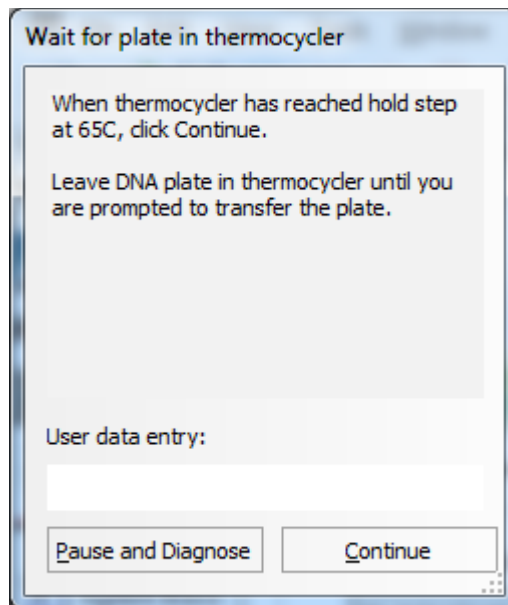 Wait for plate in thermocycler
When thermocycler has reached hold step
at 65C, click Continue.
Leave DNA plate in thermocycler until you
are prompted to transfer the plate.
User data entry:
Pause and Diagnose
Continue